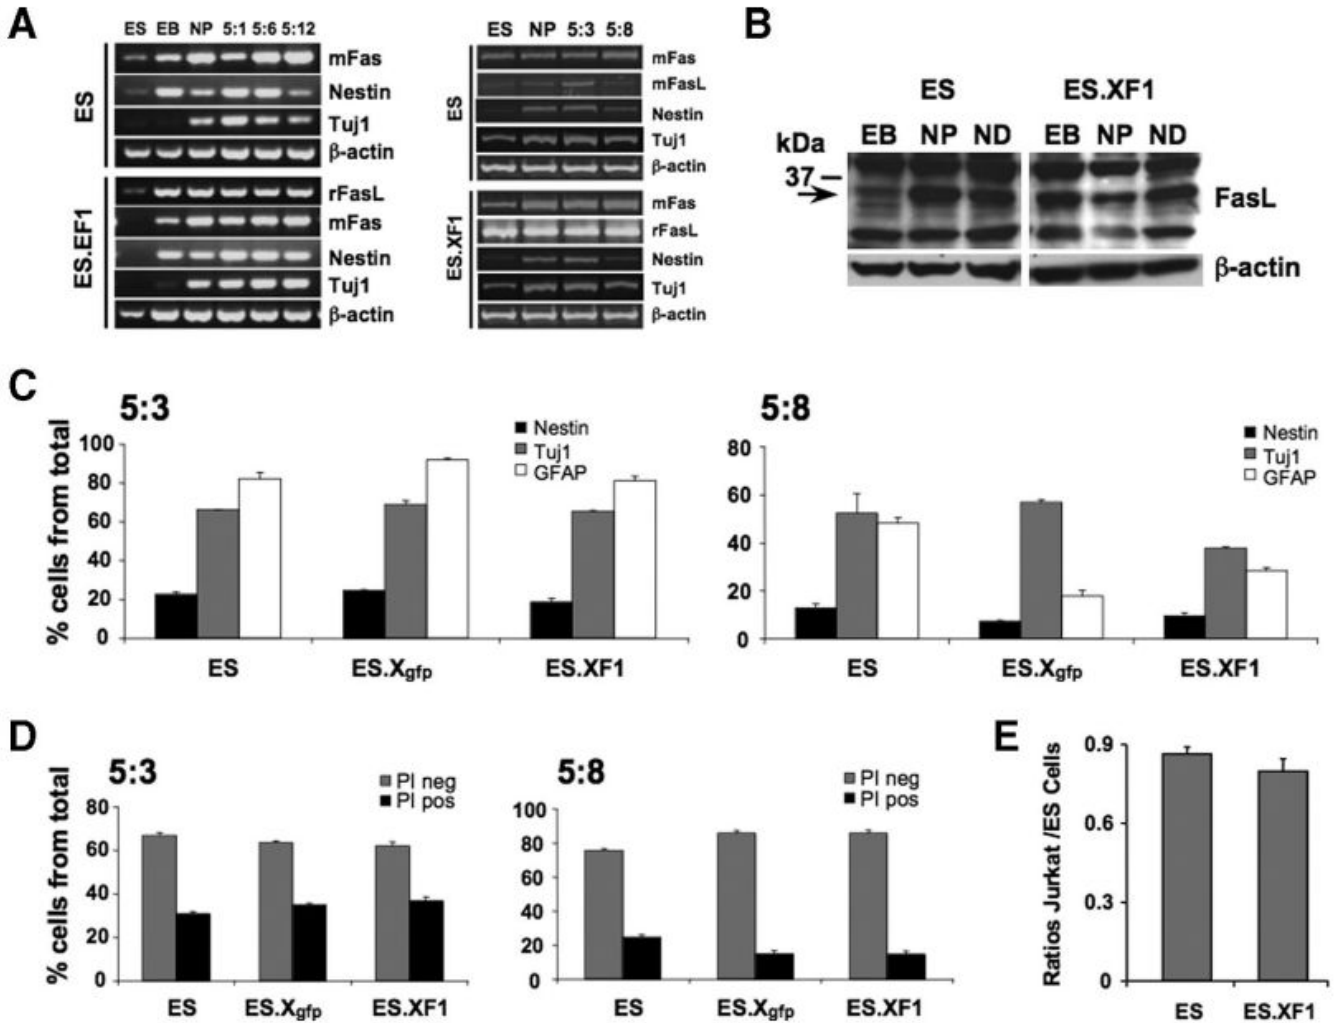 A
ES EB NP 5:1 5:6 5:12
ES
mFas
Nestin
Tuj1
β-actin
ES.EF1
rFasL
mFas
Nestin
Tuj1
β-actin
ES NP 5:3 5:8
ES
mFas
mFasL
Nestin
Tuj1
β-actin
ES.XF1
mFas
rFasL
Nestin
Tuj1
β-actin
B
ES ES.XF1
kDa EB NP ND EB NP ND
37
FasL
β-actin
C
5:3
% cells from total
100
80
60
40
20
0
Nestin
Tuj1
GFAP
ES ES.Xgfp ES.XF1
5:8
80
60
40
20
0
Nestin
Tuj1
GFAP
ES ES.Xgfp ES.XF1
D
5:3
% cells from total
80
60
40
20
0
PI neg
PI pos
ES ES.Xgfp ES.XF1
5:8
100
80
60
40
20
0
PI neg
PI pos
ES ES.Xgfp ES.XF1
E
Ratios Jurkat /ES Cells
0.9
0.6
0.3
0
ES ES.XF1